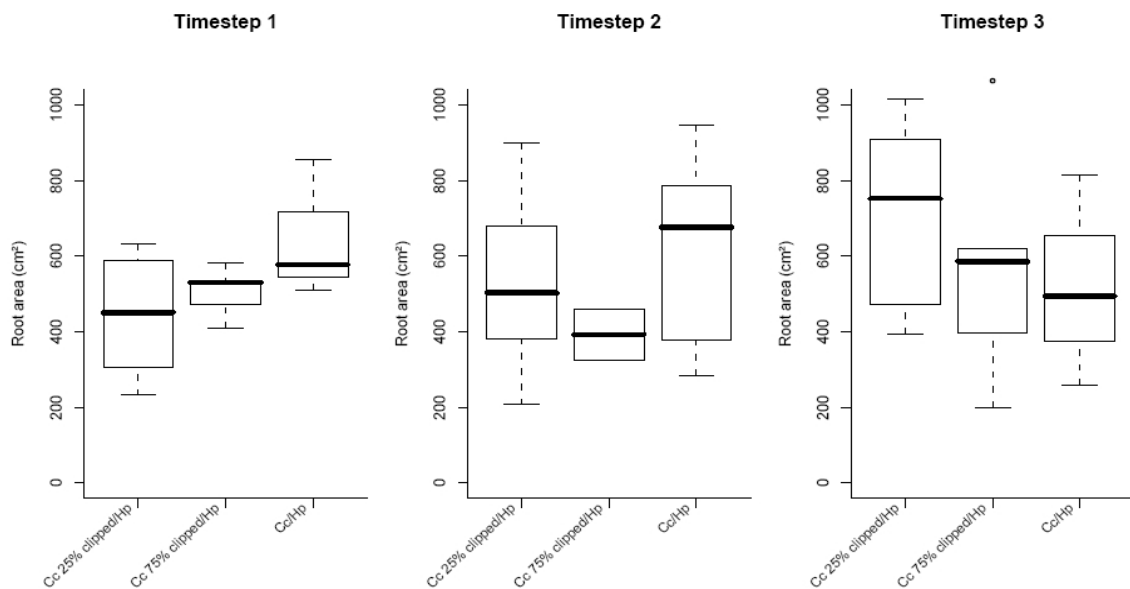 Timestep 1
Root area (cm²)
1000
800
600
400
200
0
Cc 25% clipped/Hp
Cc 75% clipped/Hp
Cc/Hp
Timestep 2
Root area (cm²)
1000
800
600
400
200
0
Cc 25% clipped/Hp
Cc 75% clipped/Hp
Cc/Hp
Timestep 3
Root area (cm²)
1000
800
600
400
200
0
Cc 25% clipped/Hp
Cc 75% clipped/Hp
Cc/Hp